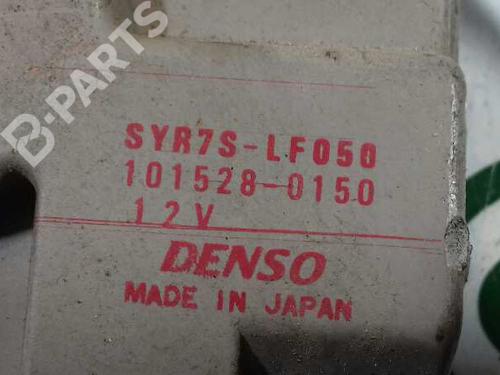 B-PARTS
SYR7S-LF050
101528-0150
12V
DENSO
MADE IN JAPAN